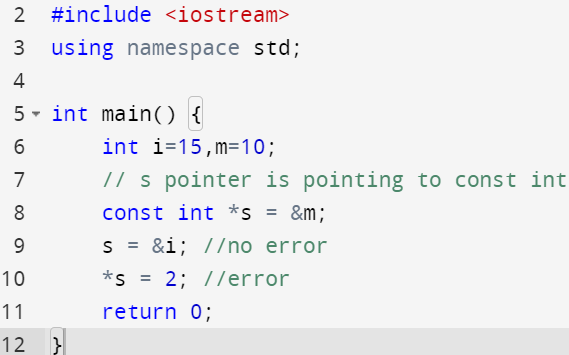 2 #include <iostream>
3 using namespace std;
4
5 int main() {
6 int i=15,m=10;
7 // s pointer is pointing to const int
8 const int *s = &m;
9 s = &i; //no error
10 *s = 2; //error
11 return 0;
12 }